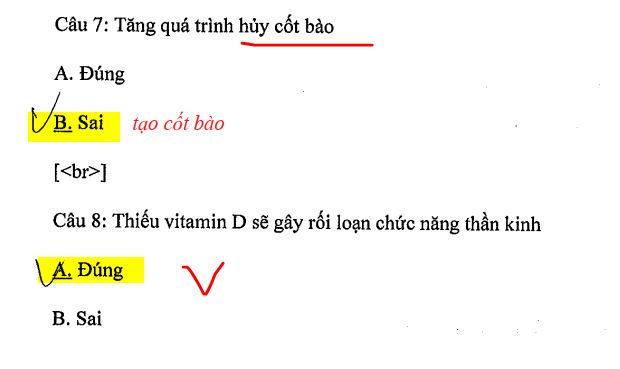 Câu 7: Tăng quá trình hủy cốt bào
A. Đúng
B. Sai tạo cốt bào
[<br>]
Câu 8: Thiếu vitamin D sẽ gây rối loạn chức năng thần kinh
A. Đúng
B. Sai